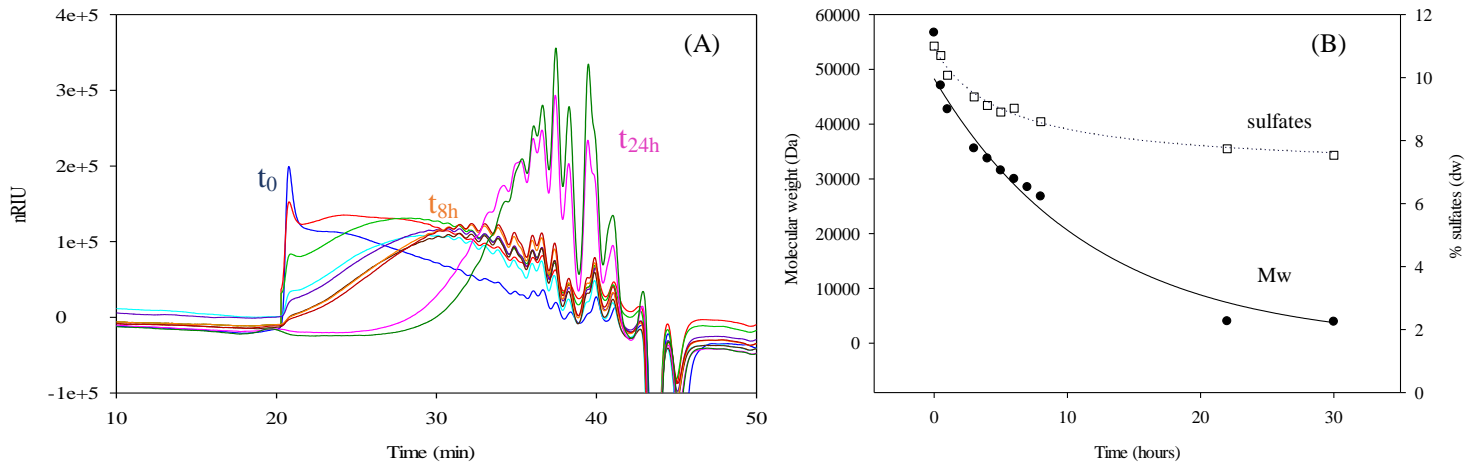 (A)
4e+5
3e+5
2e+5
1e+5
0
-1e+5
nRIU
t0
t8h
t24h
10
20
30
40
50
Time (min)
(B)
60000
50000
40000
30000
20000
10000
0
Molecular weight (Da)
sulfates
Mw
12
10
8
6
4
2
0
% sulfates (dw)
0
10
20
30
Time (hours)